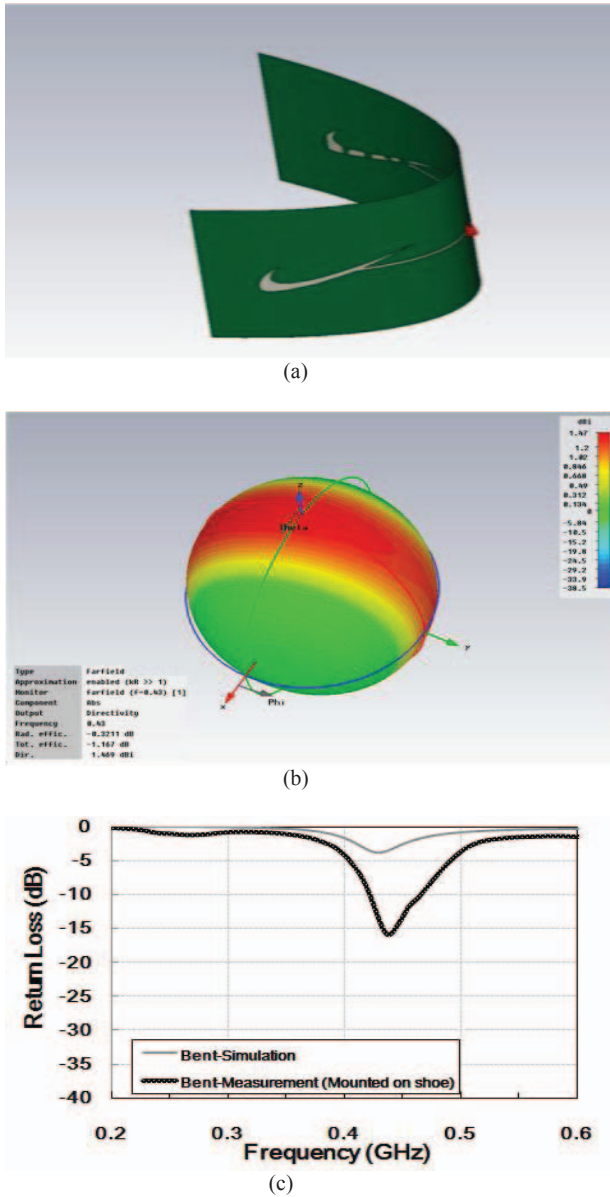 (a)
dBi
1.47
1.2
1.02
0.846
0.668
0.49
0.312
0.134
0
-5.04
-10.5
-15.2
-19.8
-24.5
-29.2
-33.9
-38.5
z
Theta
y
x
Phi
Type Farfield
Approximation enabled (kR >> 1)
Monitor Farfield (f=0.43) [1]
Component Abs
Output Directivity
Frequency 0.43
Rad. effic. -0.3211 dB
Tot. effic. -1.167 dB
Dir. 1.469 dBi
(b)
Return Loss (dB)
0
-5
-10
-15
-20
-25
-30
-35
-40
Bent-Simulation
Bent-Measurement (Mounted on shoe)
0.2 0.3 0.4 0.5 0.6
Frequency (GHz)
(c)